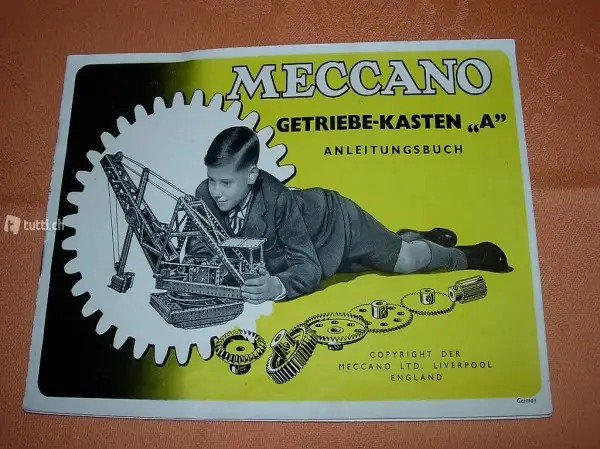 MECCANO
GETRIEBE-KASTEN „A”
ANLEITUNGSBUCH
tutti.ch
COPYRIGHT DER
MECCANO LTD. LIVERPOOL
ENGLAND
German